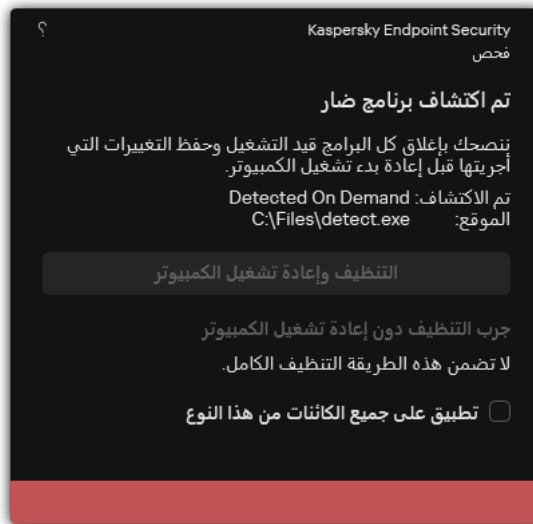 ؟
Kaspersky Endpoint Security
فحص
تم اكتشاف برنامج ضار
ننصحك بإغلاق كل البرامج قيد التشغيل وحفظ التغييرات التي
أجريتها قبل إعادة بدء تشغيل الكمبيوتر.
تم الاكتشاف: Detected On Demand
الموقع: C:\Files\detect.exe
التنظيف وإعادة تشغيل الكمبيوتر
جرب التنظيف دون إعادة تشغيل الكمبيوتر
لا تضمن هذه الطريقة التنظيف الكامل.
تطبيق على جميع الكائنات من هذا النوع